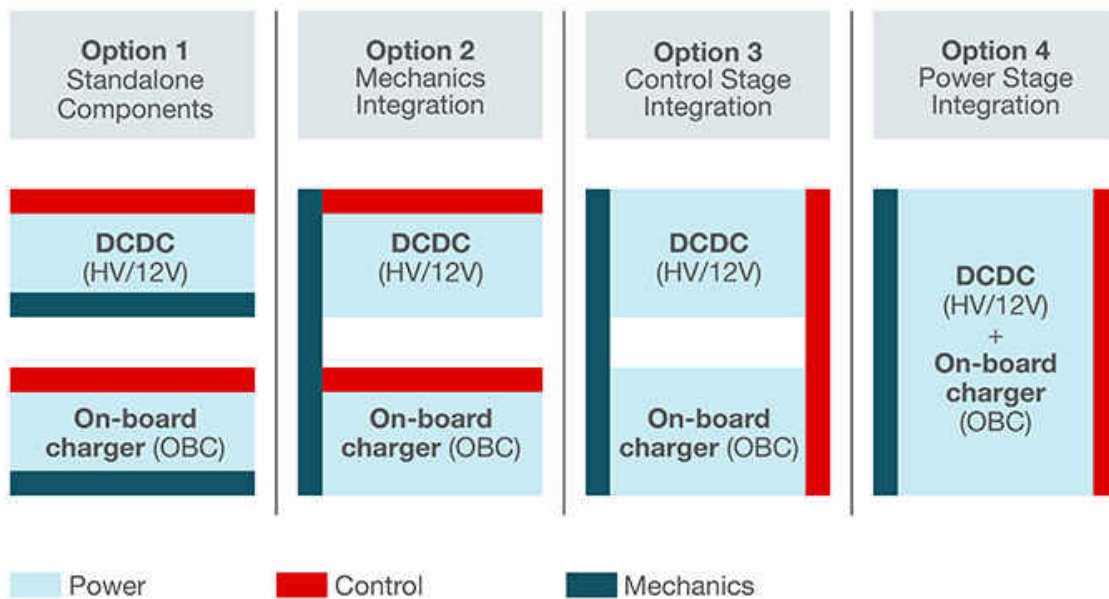 Option 1
Standalone
Components
Option 2
Mechanics
Integration
Option 3
Control Stage
Integration
Option 4
Power Stage
Integration
DCDC
(HV/12V)
On-board
charger (OBC)
DCDC
(HV/12V)
On-board
charger (OBC)
DCDC
(HV/12V)
On-board
charger (OBC)
DCDC
(HV/12V)
+
On-board
charger
(OBC)
Power
Control
Mechanics